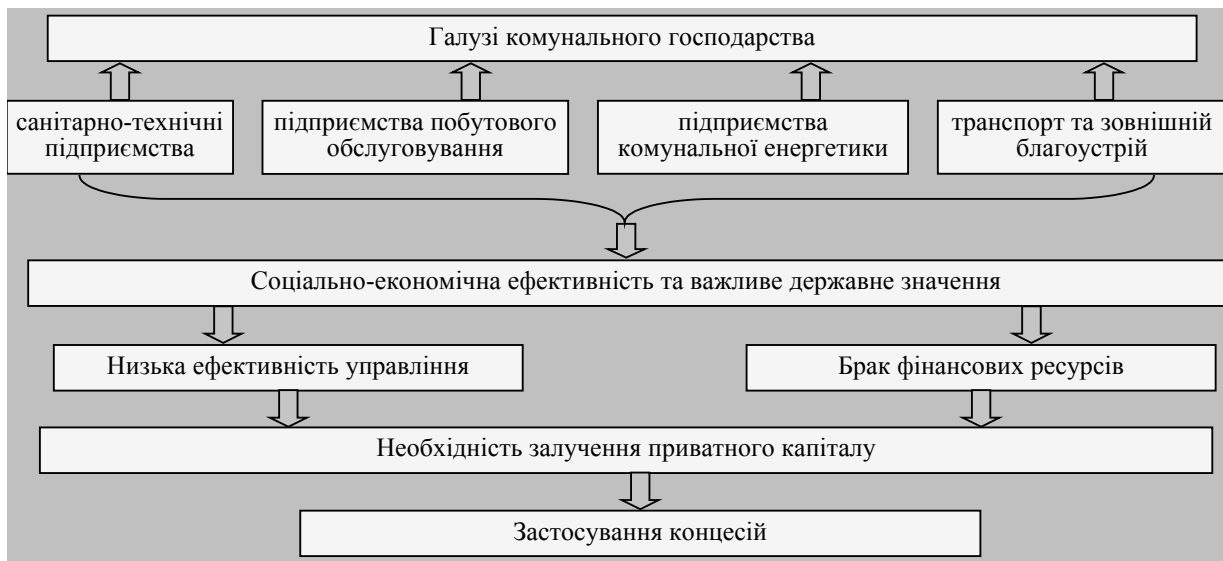 Галузі комунального господарства
санітарно-технічні
підприємства
підприємства побутового
обслуговування
підприємства
комунальної енергетики
транспорт та зовнішній
благоустрій
Соціально-економічна ефективність та важливе державне значення
Низька ефективність управління
Брак фінансових ресурсів
Необхідність залучення приватного капіталу
Застосування концесій